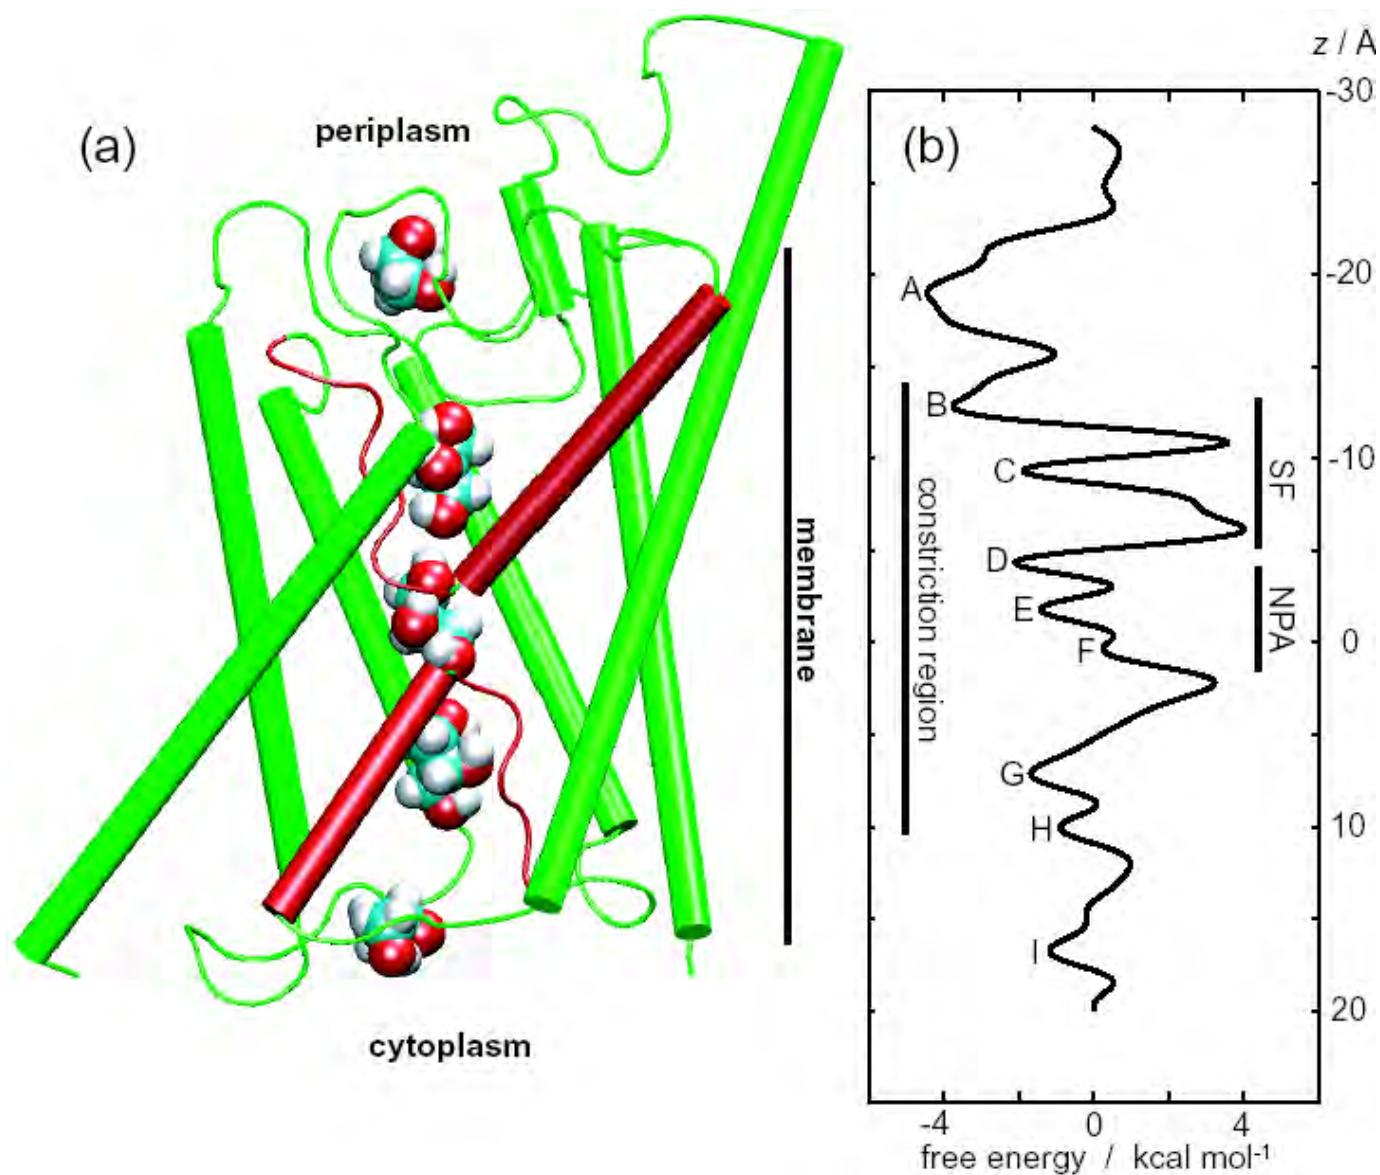 (a)
periplasm
membrane
cytoplasm
(b)
z / Å
-30
-20
-10
0
10
20
A
B
C
D
E
F
G
H
I
constriction region
SF
NPA
-4 0 4
free energy / kcal mol⁻¹